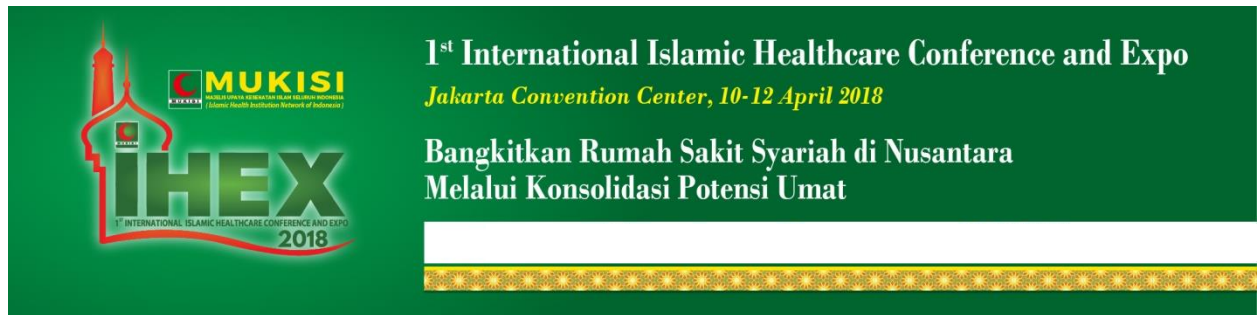 MUKISI
MUKISI
MAJELIS UPAYA KESEHATAN ISLAM SELURUH INDONESIA
(Islamic Health Institution Network of Indonesia)
MUKISI
iHEX
1st INTERNATIONAL ISLAMIC HEALTHCARE CONFERENCE AND EXPO
2018
1st International Islamic Healthcare Conference and Expo
Jakarta Convention Center, 10-12 April 2018
Bangkitkan Rumah Sakit Syariah di Nusantara
Melalui Konsolidasi Potensi Umat